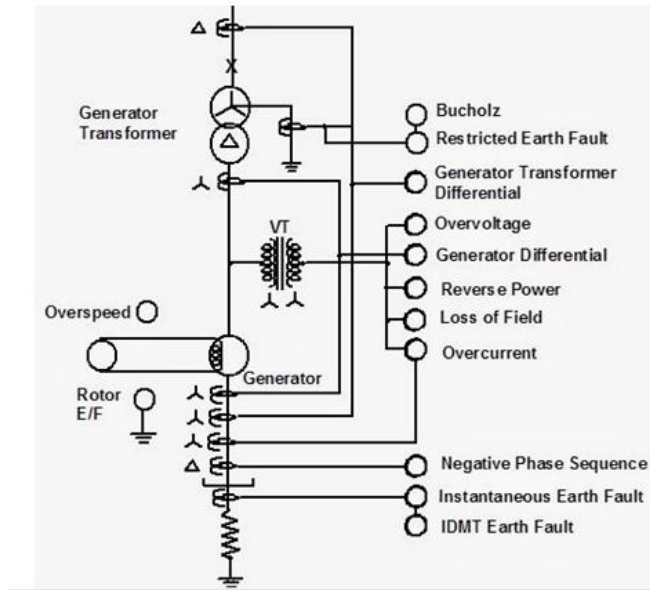 Generator
Transformer
X
VT
Overspeed
Generator
Rotor
E/F
Bucholz
Restricted Earth Fault
Generator Transformer
Differential
Overvoltage
Generator Differential
Reverse Power
Loss of Field
Overcurrent
Negative Phase Sequence
Instantaneous Earth Fault
IDMT Earth Fault